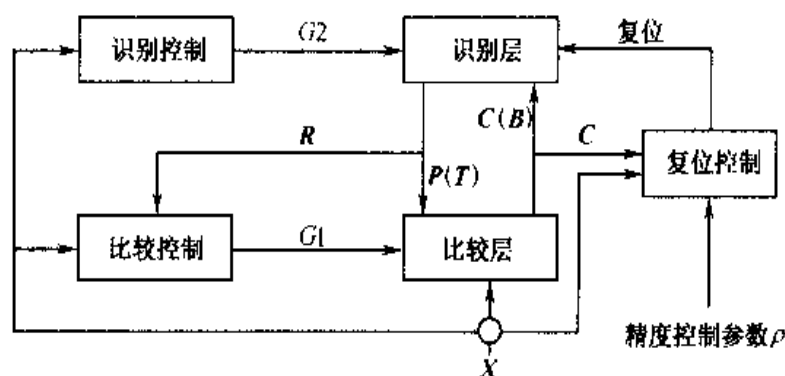 识别控制
G2
识别层
复位
R
C(B)
C
P(T)
复位控制
比较控制
G1
比较层
精度控制参数ρ
X